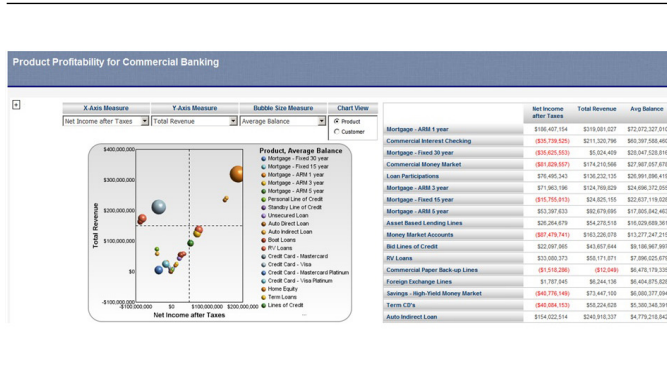 Product Profitability for Commercial Banking
X-Axis Measure Y-Axis Measure Bubble Size Measure Chart View
Net Income after Taxes Total Revenue Average Balance Product
Customer
$400,000,000
$300,000,000
$200,000,000
$100,000,000
$0
-$100,000,000
Total Revenue
-$100,000,000 $0 $100,000,000 $200,000,000
Net Income after Taxes
Product, Average Balance
Mortgage - Fixed 30 year
Mortgage - Fixed 15 year
Mortgage - ARM 1 year
Mortgage - ARM 3 year
Mortgage - ARM 5 year
Personal Line of Credit
Standby Line of Credit
Unsecured Loan
Auto Direct Loan
Auto Indirect Loan
Boat Loans
RV Loans
Credit Card - Mastercard
Credit Card - Visa
Credit Card - Mastercard Platinum
Credit Card - Visa Platinum
Home Equity
Term Loans
Lines of Credit
...
Net Income after Taxes Total Revenue Avg Balance
Mortgage - ARM 1 year $186,407,154
Commercial Interest Checking ($35,739,525) $211,320,796
Mortgage - Fixed 30 year ($35,625,553) $5,024,409
Commercial Money Market ($81,829,557) $174,210,566
Loan Participations $76,495,343 $136,232,135
Mortgage - ARM 3 year $71,963,196 $124,769,829
Mortgage - Fixed 15 year ($15,755,813) $24,825,155
Mortgage - ARM 5 year $53,397,633 $92,679,695
Asset Based Lending Lines $26,264,679 $54,278,518
Money Market Accounts ($87,479,741) $163,226,078
Bid Lines of Credit $22,097,065 $43,657,644
RV Loans $33,080,373 $58,171,871
Commercial Paper Back-up Lines ($1,518,286) ($12,049)
Foreign Exchange Lines $1,787,845 $6,244,136
Savings - High-Yield Money Market ($40,776,149) $73,447,100
Term CD's ($40,084,153) $58,224,628
Auto Indirect Loan $154,022,514 $240,918,337